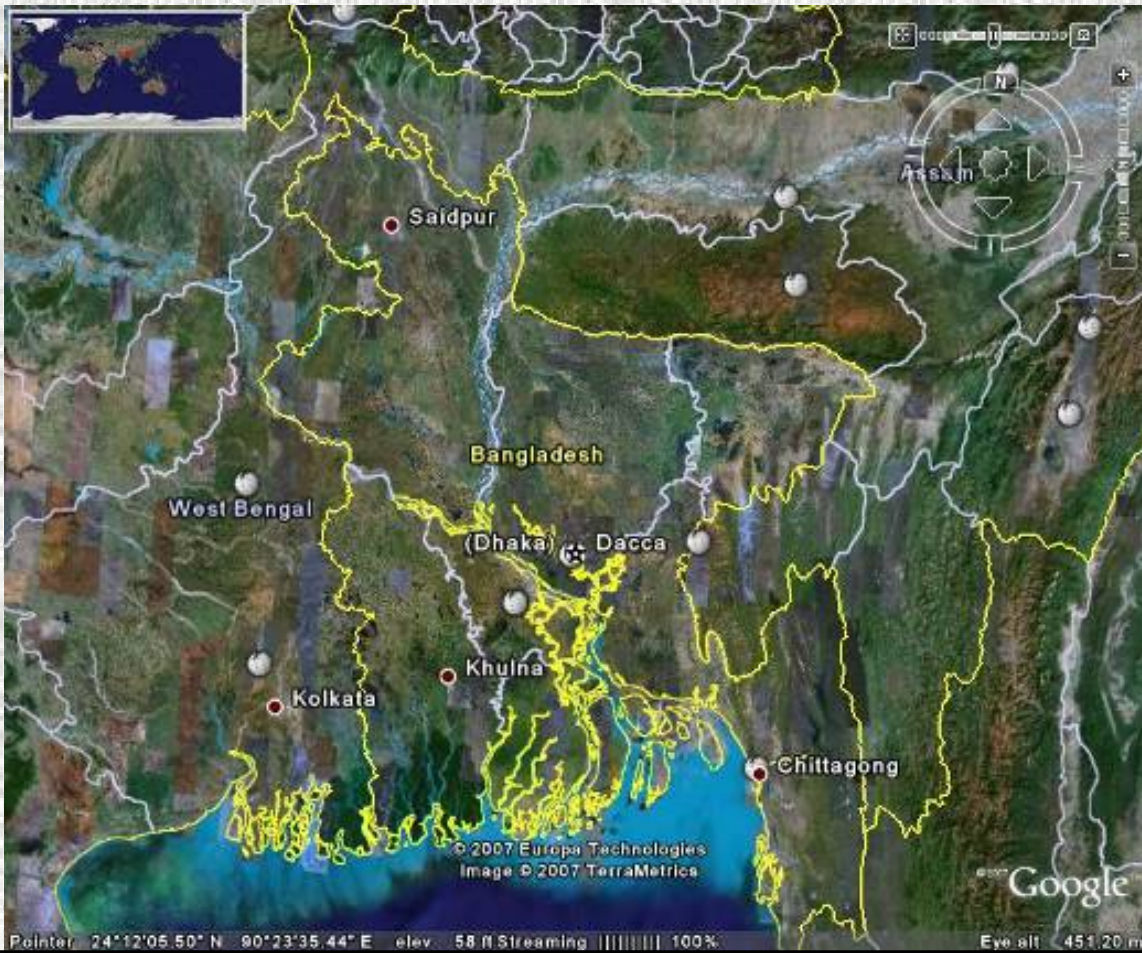 N
Assam
Saidpur
Bangladesh
West Bengal
(Dhaka) Dacca
Khulna
Kolkata
Chittagong
© 2007 Europa Technologies
Image © 2007 TerraMetrics
Google
Pointer 24°12'05.50" N 90°23'35.44" E elev 58 ft Streaming |||||||||| 100% Eye alt 451.20 m